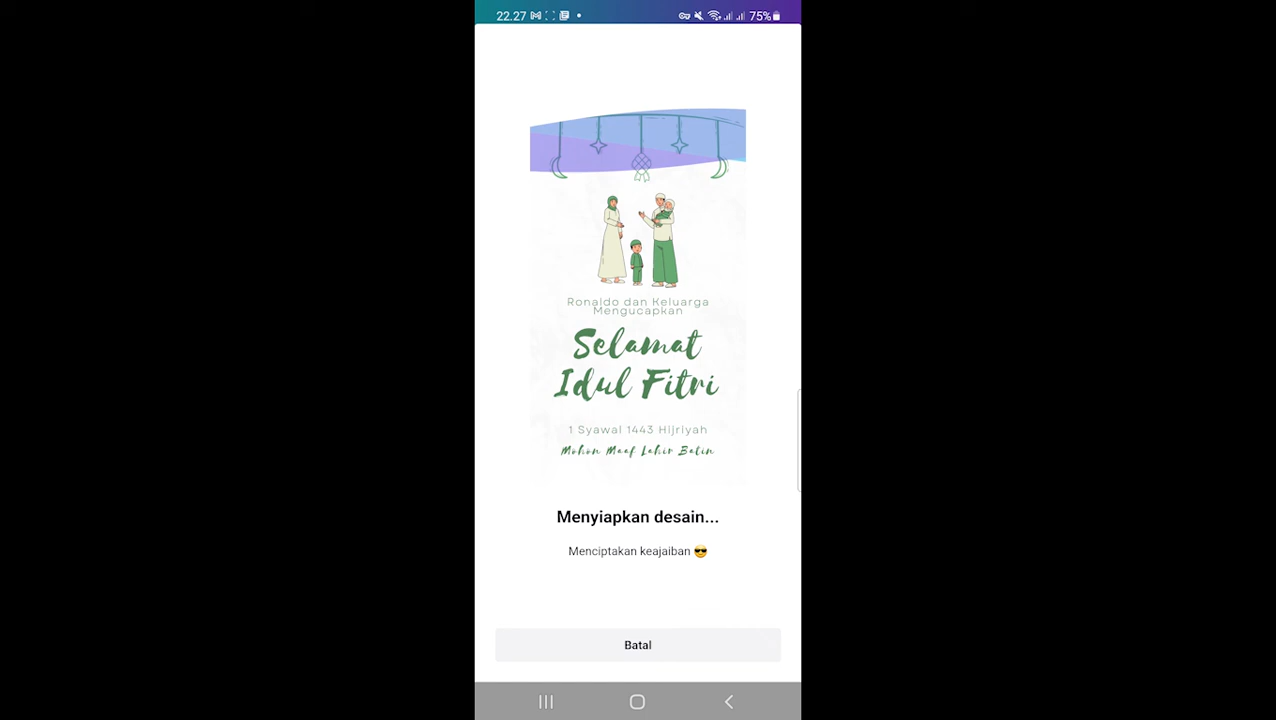 22.27
75%
Ronaldo dan Keluarga
Mengucapkan
Selamat
Idul Fitri
1 Syawal 1443 Hijriyah
Mohon Maaf Lahir Batin
Menyiapkan desain...
Menciptakan keajaiban 😎
Batal